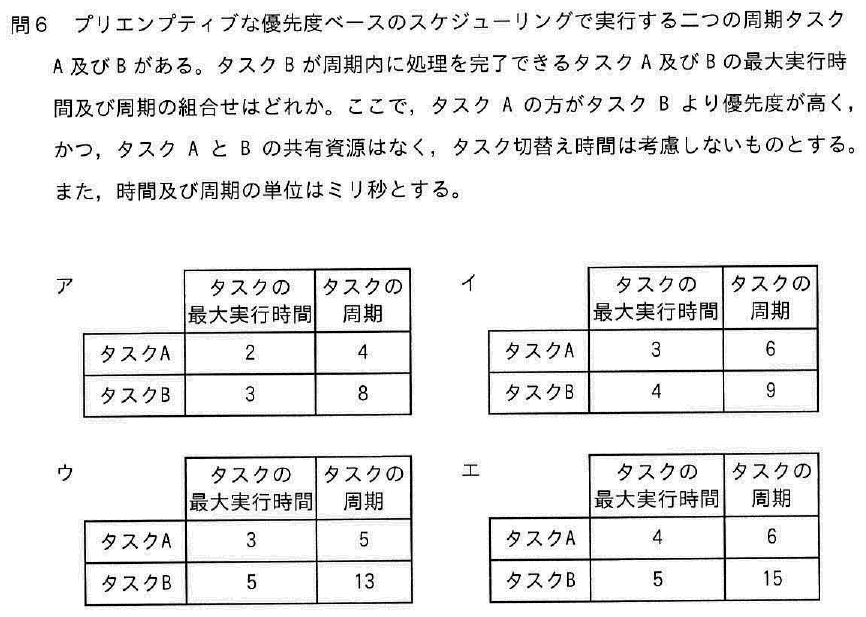 問6 プリエンプティブな優先度ベースのスケジューリングで実行する二つの周期タスク
A及びBがある。タスクBが周期内に処理を完了できるタスクA及びBの最大実行時
間及び周期の組合せはどれか。ここで，タスク A の方がタスク B より優先度が高く，
かつ，タスク A と B の共有資源はなく，タスク切替え時間は考慮しないものとする。
また，時間及び周期の単位はミリ秒とする。
ア
タスクの タスクの
最大実行時間 周期
タスクA 2 4
タスクB 3 8
イ
タスクの タスクの
最大実行時間 周期
タスクA 3 6
タスクB 4 9
ウ
タスクの タスクの
最大実行時間 周期
タスクA 3 5
タスクB 5 13
エ
タスクの タスクの
最大実行時間 周期
タスクA 4 6
タスクB 5 15